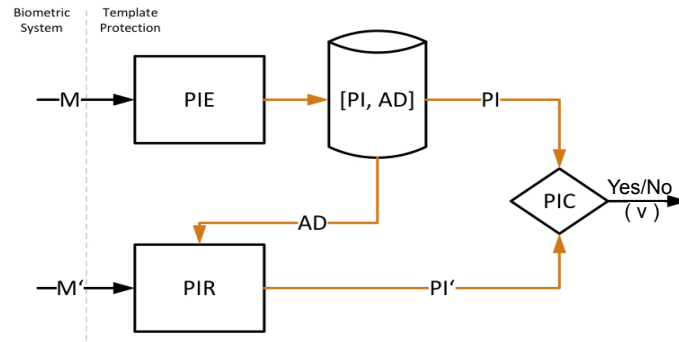 Biometric
System
Template
Protection
M
PIE
[PI, AD]
PI
AD
PIC
Yes/No
( v )
M‘
PIR
PI‘